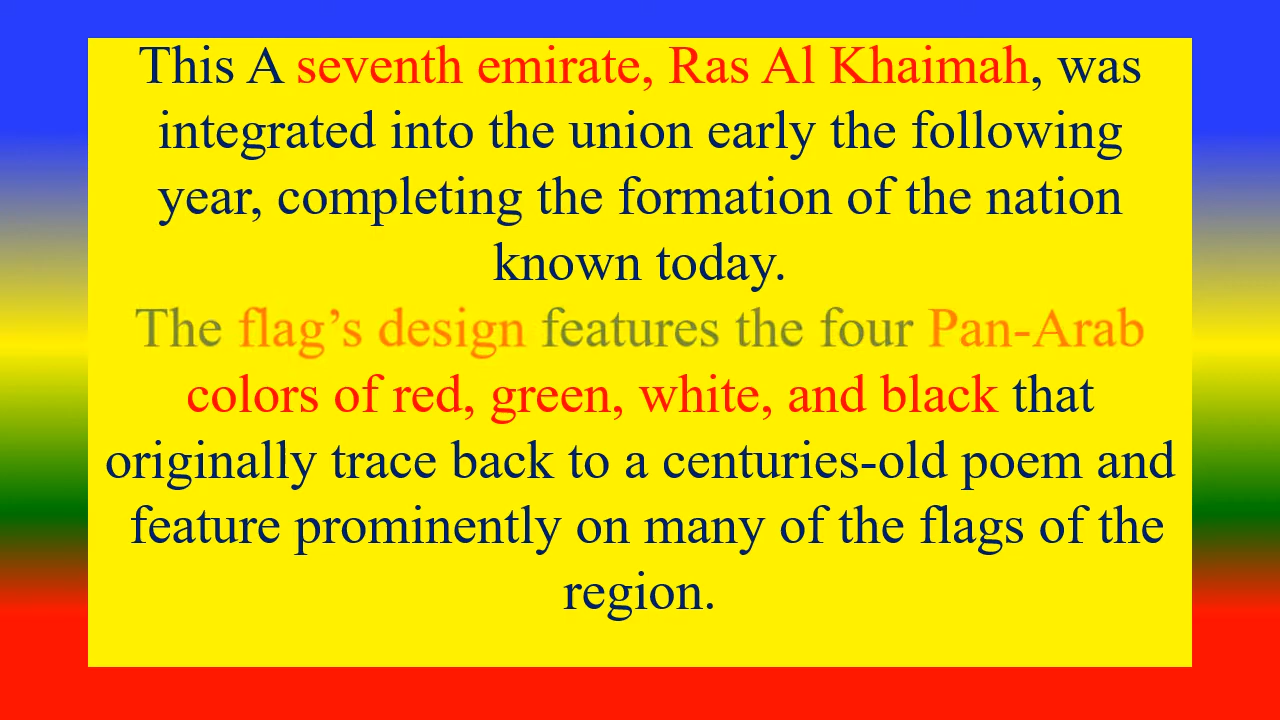 This A seventh emirate, Ras Al Khaimah, was
integrated into the union early the following
year, completing the formation of the nation
known today.
The flag’s design features the four Pan-Arab
colors of red, green, white, and black that
originally trace back to a centuries-old poem and
feature prominently on many of the flags of the
region.